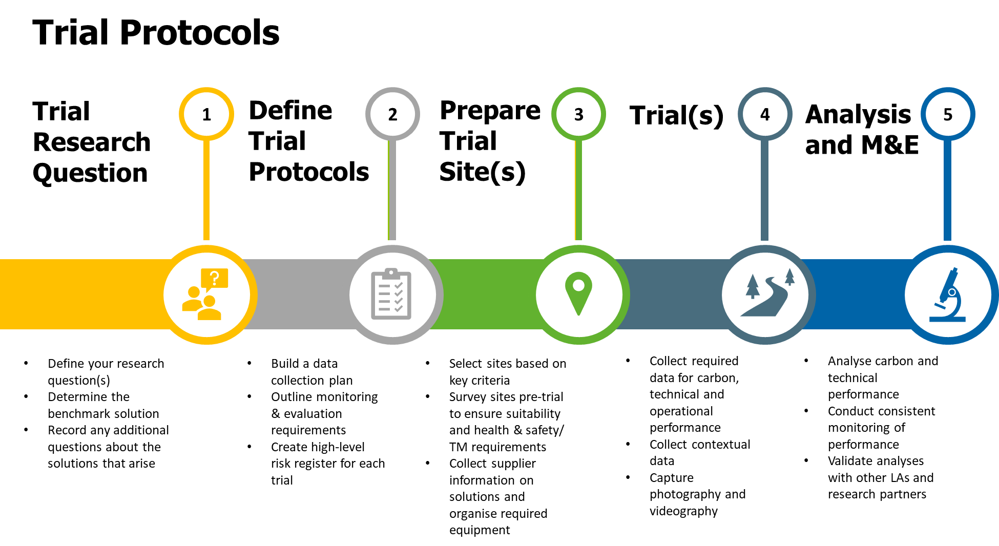 Trial Protocols
Trial
Research
Question
1
Define
Trial
Protocols
2
Prepare
Trial
Site(s)
3
Trial(s)
4
Analysis
and M&E
5
?
• Define your research
question(s)
• Determine the
benchmark solution
• Record any additional
questions about the
solutions that arise
• Build a data
collection plan
• Outline monitoring
& evaluation
requirements
• Create high-level
risk register for each
trial
• Select sites based on
key criteria
• Survey sites pre-trial
to ensure suitability
and health & safety/
TM requirements
• Collect supplier
information on
solutions and
organise required
equipment
• Collect required
data for carbon,
technical and
operational
performance
• Collect contextual
data
• Capture
photography and
videography
• Analyse carbon and
technical
performance
• Conduct consistent
monitoring of
performance
• Validate analyses
with other LAs and
research partners